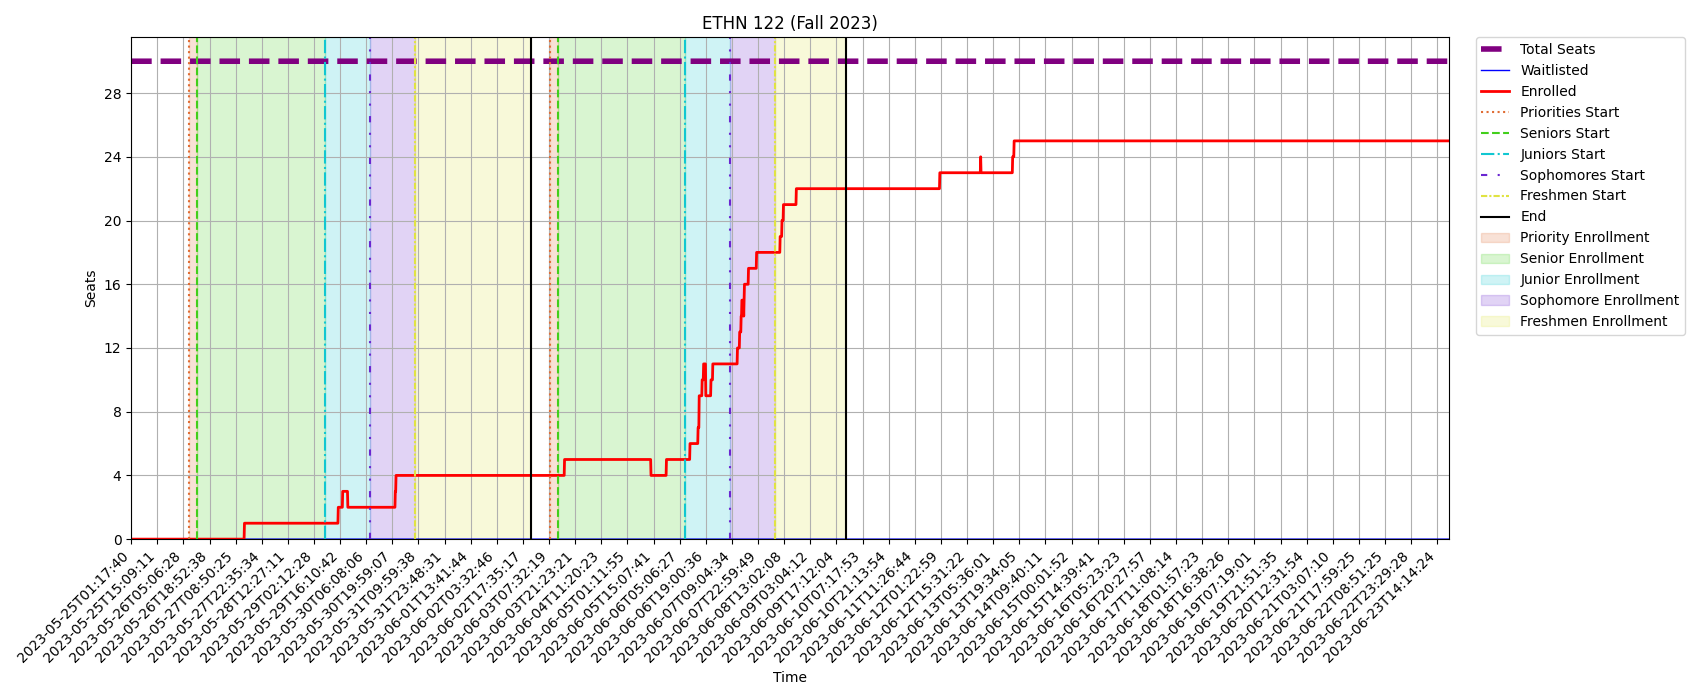 ETHN 122 (Fall 2023)
Total Seats
Waitlisted
Enrolled
Priorities Start
Seniors Start
Juniors Start
Sophomores Start
Freshmen Start
End
Priority Enrollment
Senior Enrollment
Junior Enrollment
Sophomore Enrollment
Freshmen Enrollment
Seats
28
24
20
16
12
8
4
0
2023-05-25T01:17:40
2023-05-25T15:09:11
2023-05-26T05:06:28
2023-05-26T18:52:38
2023-05-27T08:50:25
2023-05-27T22:35:34
2023-05-28T12:27:11
2023-05-29T02:12:28
2023-05-29T16:10:42
2023-05-30T06:08:06
2023-05-30T19:59:07
2023-05-31T09:59:38
2023-05-31T23:48:31
2023-06-01T13:41:44
2023-06-02T03:32:46
2023-06-02T17:35:17
2023-06-03T07:32:19
2023-06-03T21:23:21
2023-06-04T11:20:23
2023-06-05T01:11:55
2023-06-05T15:07:41
2023-06-06T05:06:27
2023-06-06T19:00:36
2023-06-07T09:04:34
2023-06-07T22:59:49
2023-06-08T13:02:08
2023-06-09T03:04:12
2023-06-09T17:12:04
2023-06-10T07:17:53
2023-06-10T21:13:54
2023-06-11T11:26:44
2023-06-12T01:22:59
2023-06-12T15:31:22
2023-06-13T05:36:01
2023-06-13T19:34:05
2023-06-14T09:40:11
2023-06-15T00:01:52
2023-06-15T14:39:41
2023-06-16T05:23:23
2023-06-16T20:27:57
2023-06-17T11:08:14
2023-06-18T01:57:23
2023-06-18T16:38:26
2023-06-19T07:19:01
2023-06-19T21:51:35
2023-06-20T12:31:54
2023-06-21T03:07:10
2023-06-21T17:59:25
2023-06-22T08:51:25
2023-06-22T23:29:28
2023-06-23T14:14:24
Time